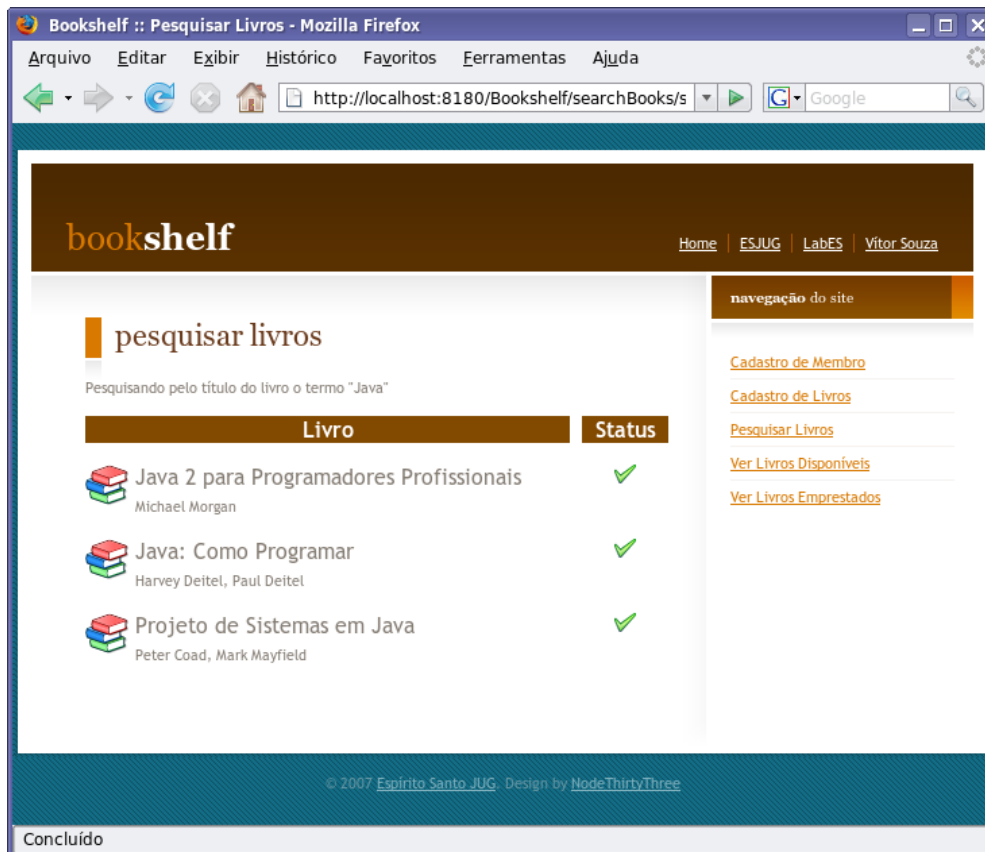 Bookshelf :: Pesquisar Livros - Mozilla Firefox
Arquivo Editar Exibir Histórico Favoritos Ferramentas Ajuda
http://localhost:8180/Bookshelf/searchBooks/s G Google
bookshelf
Home ESJUG LabES Vítor Souza
navegação do site
pesquisar livros
Pesquisando pelo título do livro o termo "Java"
Livro Status
Java 2 para Programadores Profissionais
Michael Morgan
Java: Como Programar
Harvey Deitel, Paul Deitel
Projeto de Sistemas em Java
Peter Coad, Mark Mayfield
Cadastro de Membro
Cadastro de Livros
Pesquisar Livros
Ver Livros Disponíveis
Ver Livros Emprestados
© 2007 Espírito Santo JUG. Design by NodeThirtyThree
Concluído